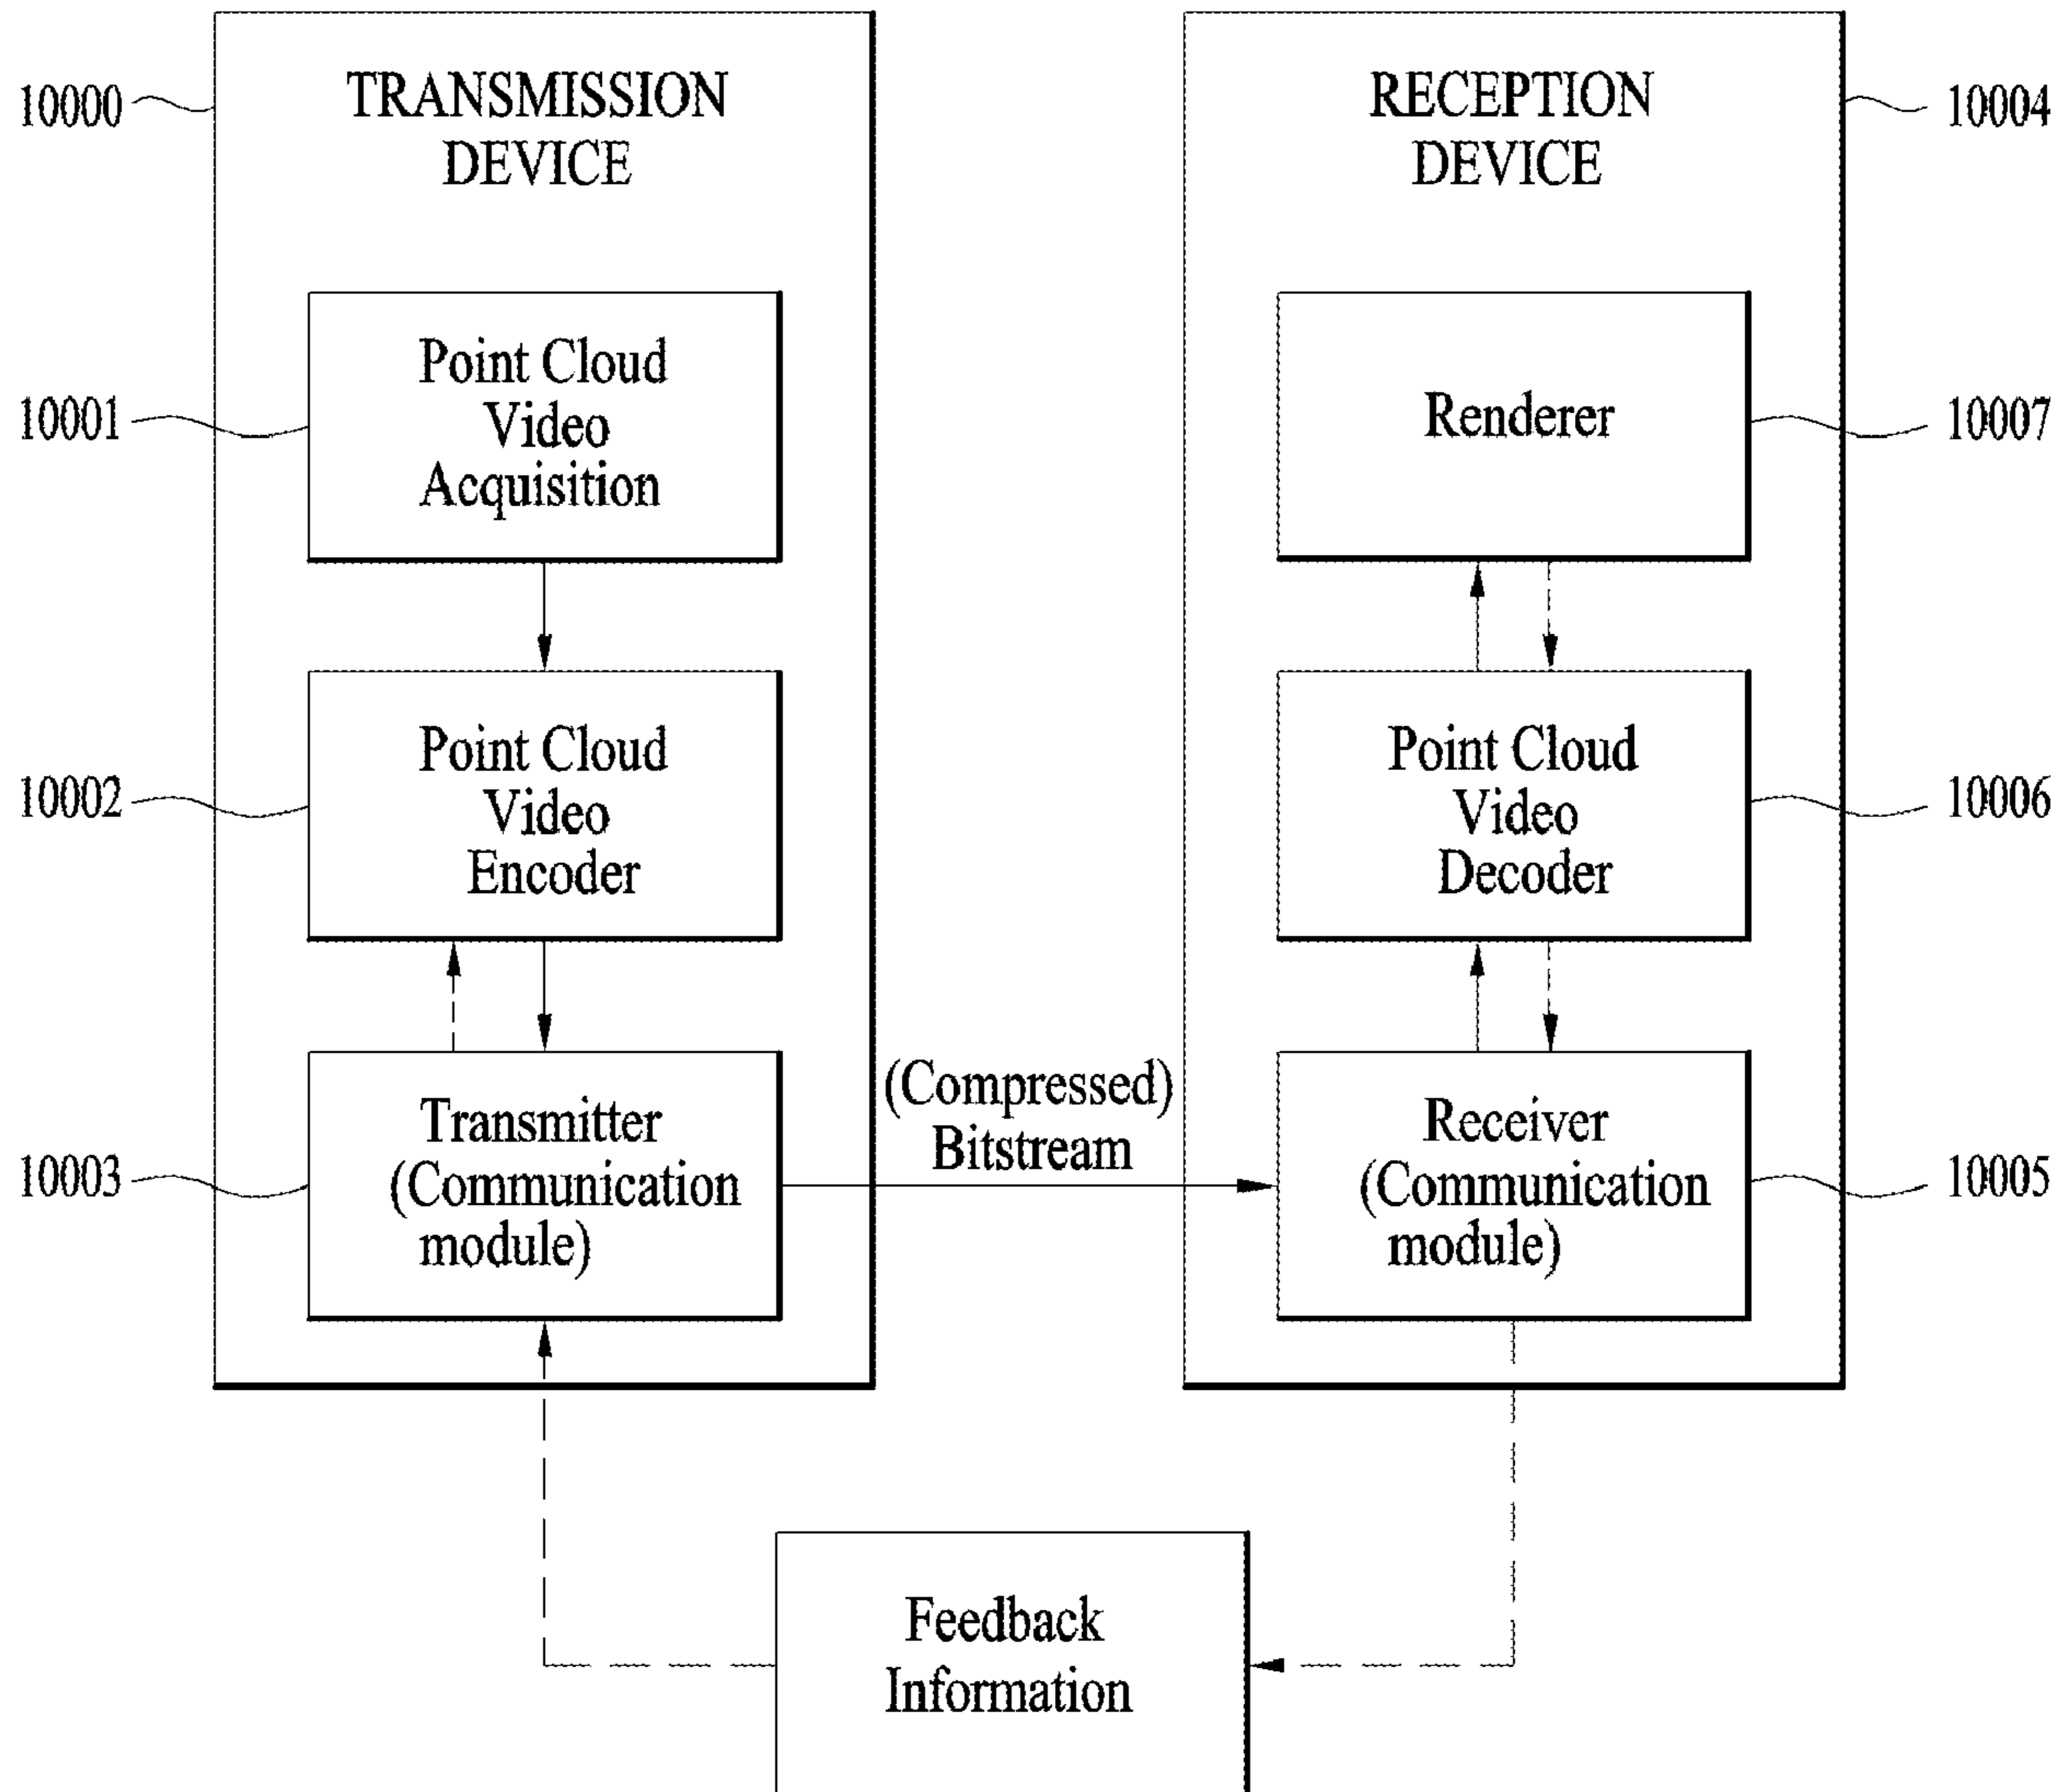 10000
TRANSMISSION
DEVICE
10001
Point Cloud
Video
Acquisition
10002
Point Cloud
Video
Encoder
10003
Transmitter
(Communication
module)
(Compressed)
Bitstream
RECEPTION
DEVICE
10004
Renderer
10007
Point Cloud
Video
Decoder
10006
Receiver
(Communication
module)
10005
Feedback
Information